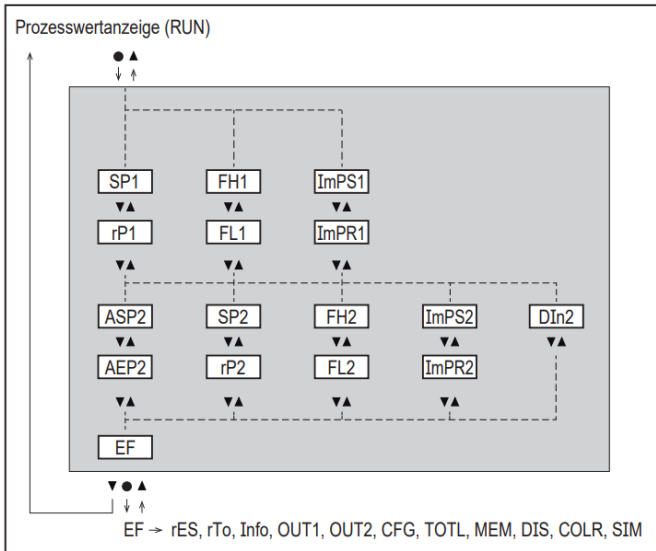 Prozesswertanzeige (RUN)
SP1 FH1 ImPS1
rP1 FL1 ImPR1
ASP2 SP2 FH2 ImPS2 DIn2
AEP2 rP2 FL2 ImPR2
EF
EF → rES, rTo, Info, OUT1, OUT2, CFG, TOTL, MEM, DIS, COLR, SIM